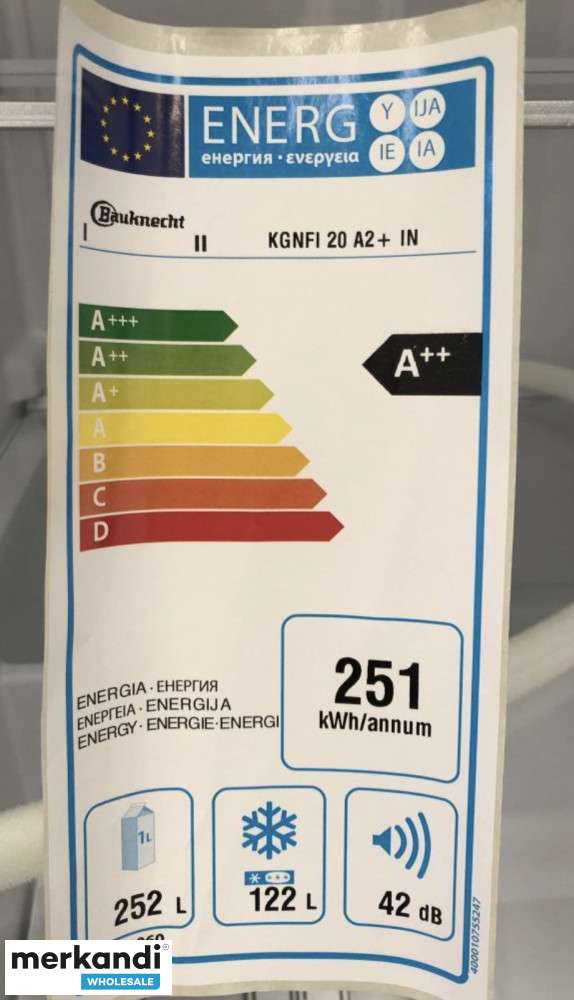 ENERG
енергия · ενεργεια
Y IJA
IE IA
Bauknecht
I
II
KGNFI 20 A2+ IN
A+++
A++
A+
A
B
C
D
A++
ENERGIA · ЕНЕРГИЯ
ΕΝΕΡΓΕΙΑ · ENERGIJA
ENERGY · ENERGIE · ENERGI
251
kWh/annum
1L
252 L
122 L
42 dB
400010755247
merkandi
WHOLESALE